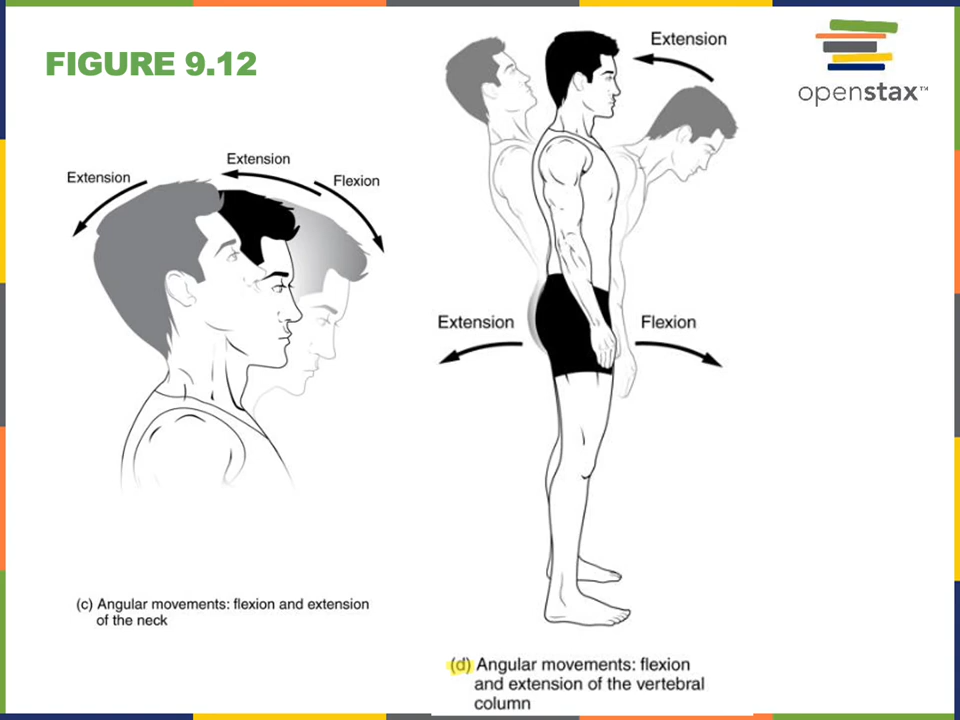 FIGURE 9.12
openstax™
Extension
Extension
Flexion
(c) Angular movements: flexion and extension
of the neck
Extension
Extension
Flexion
(d) Angular movements: flexion
and extension of the vertebral
column